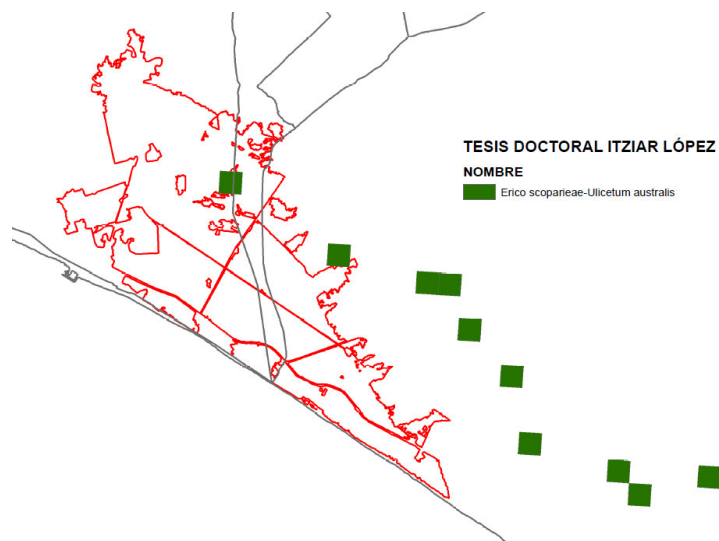 TESIS DOCTORAL ITZIAR LÓPEZ
NOMBRE
Erico scoparieae-Ulicetum australis